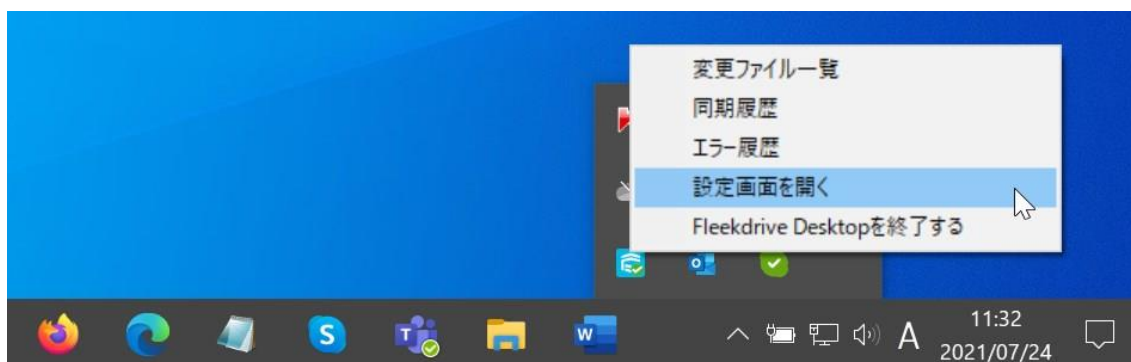 変更ファイル一覧
同期履歴
エラー履歴
設定画面を開く
Fleekdrive Desktopを終了する
A
11:32
2021/07/24